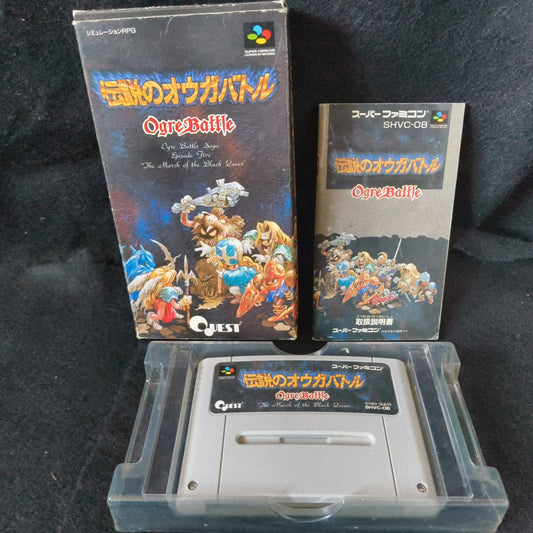 シミュレーションRPG
SUPER FAMICOM
伝説のオウガバトル
Ogre Battle
Ogre Battle Saga
Episode Five
"The March of the Black Queen"
QUEST
スーパーファミコン
SHVC-OB
伝説のオウガバトル
Ogre Battle
取扱説明書
スーパーファミコン
スーパーファミコン
伝説のオウガバトル
Ogre Battle
The March of the Black Queen
QUEST
©1993 QUEST
SHVC-OB